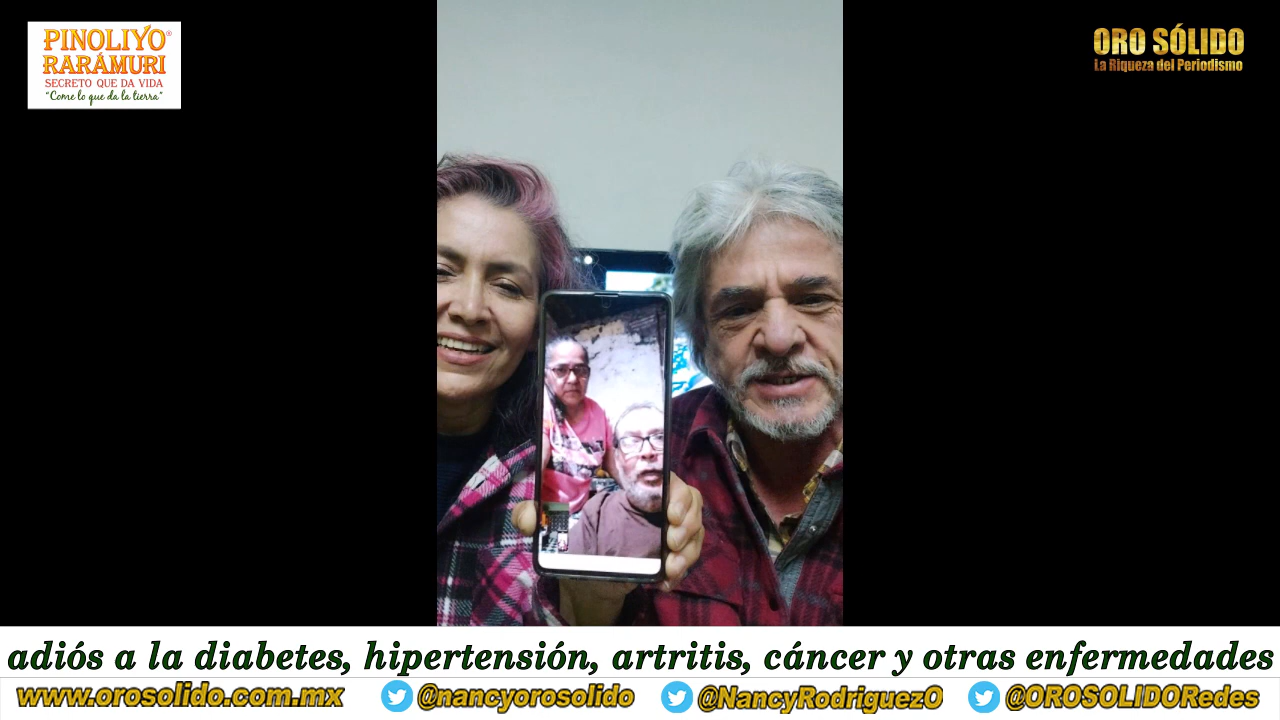 PINOLIYO®
RARÁMURI
SECRETO QUE DA VIDA
"Come lo que da la tierra"
ORO SÓLIDO
La Riqueza del Periodismo
adiós a la diabetes, hipertensión, artritis, cáncer y otras enfermedades
www.orosolido.com.mx @nancyorosolido @NancyRodriguezO @OROSOLIDORedes